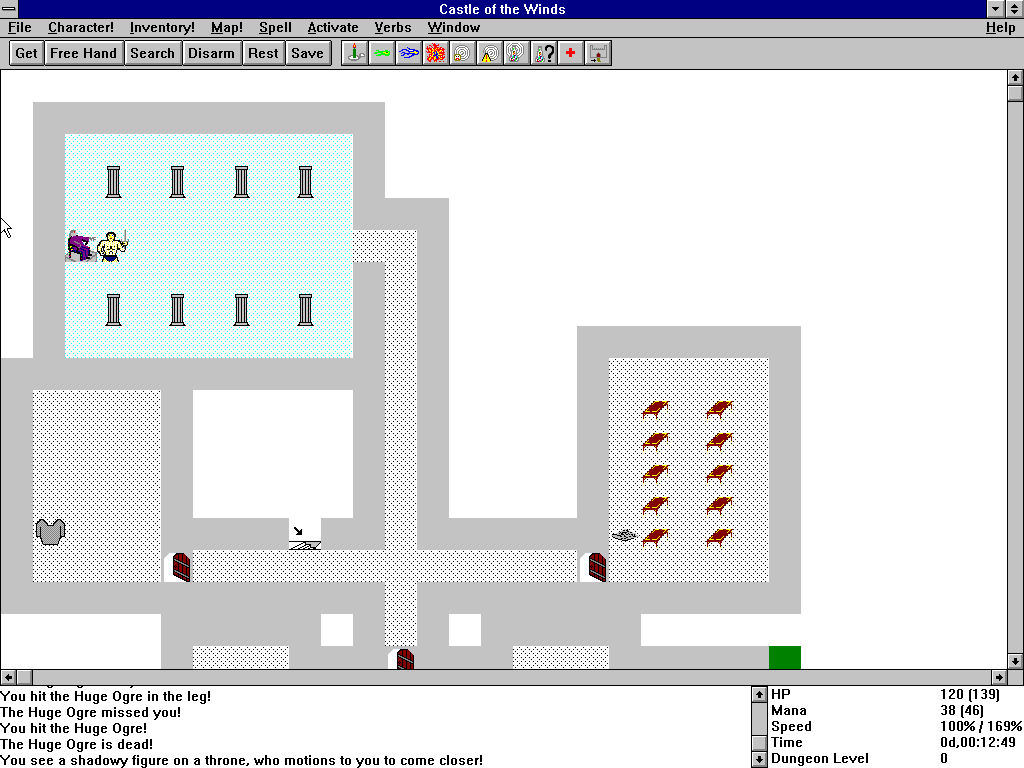 Castle of the Winds
File Character! Inventory! Map! Spell Activate Verbs Window Help
Get Free Hand Search Disarm Rest Save ?
You hit the Huge Ogre in the leg!
The Huge Ogre missed you!
You hit the Huge Ogre!
The Huge Ogre is dead!
You see a shadowy figure on a throne, who motions to you to come closer!
HP 120 (139)
Mana 38 (46)
Speed 100% / 169%
Time 0d,00:12:49
Dungeon Level 0